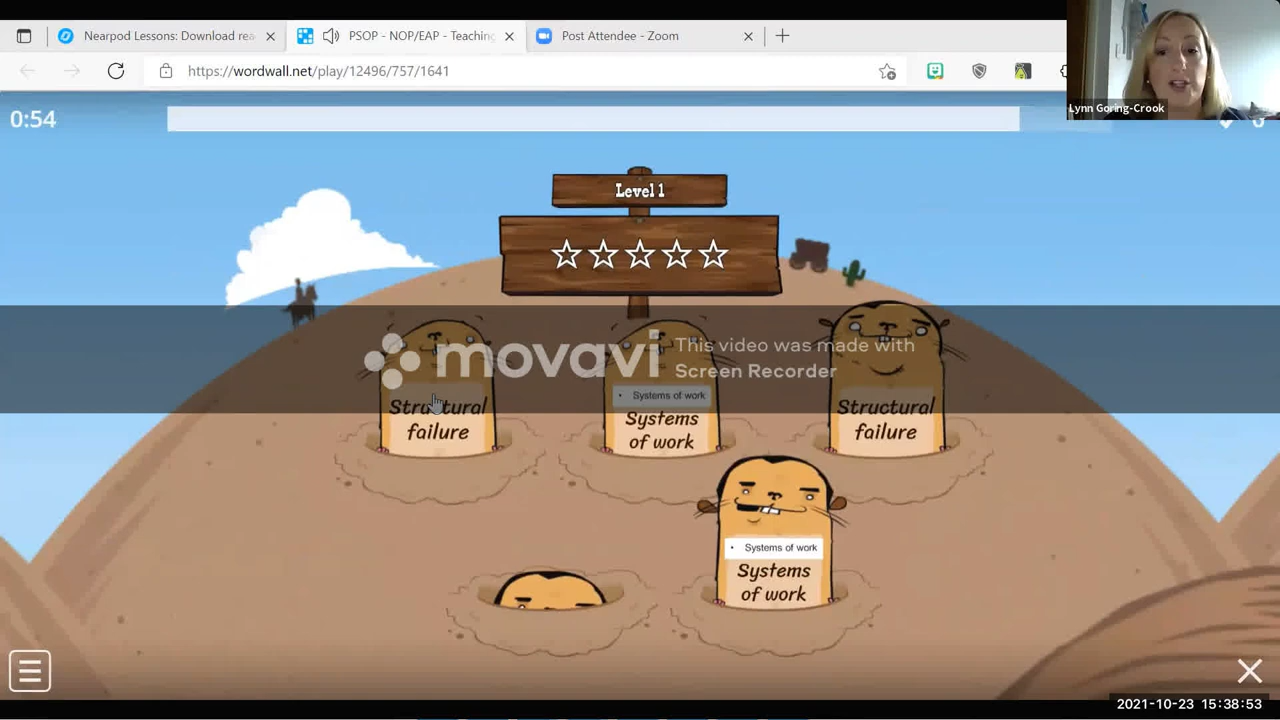 Nearpod Lessons: Download rea
PSOP - NOP/EAP - Teaching
Post Attendee - Zoom
https://wordwall.net/play/12496/757/1641
Lynn Goring-Crook
0:54
Level 1
movavi
This video was made with
Screen Recorder
Structural
failure
• Systems of work
Systems
of work
Structural
failure
• Systems of work
Systems
of work
2021-10-23 15:38:53